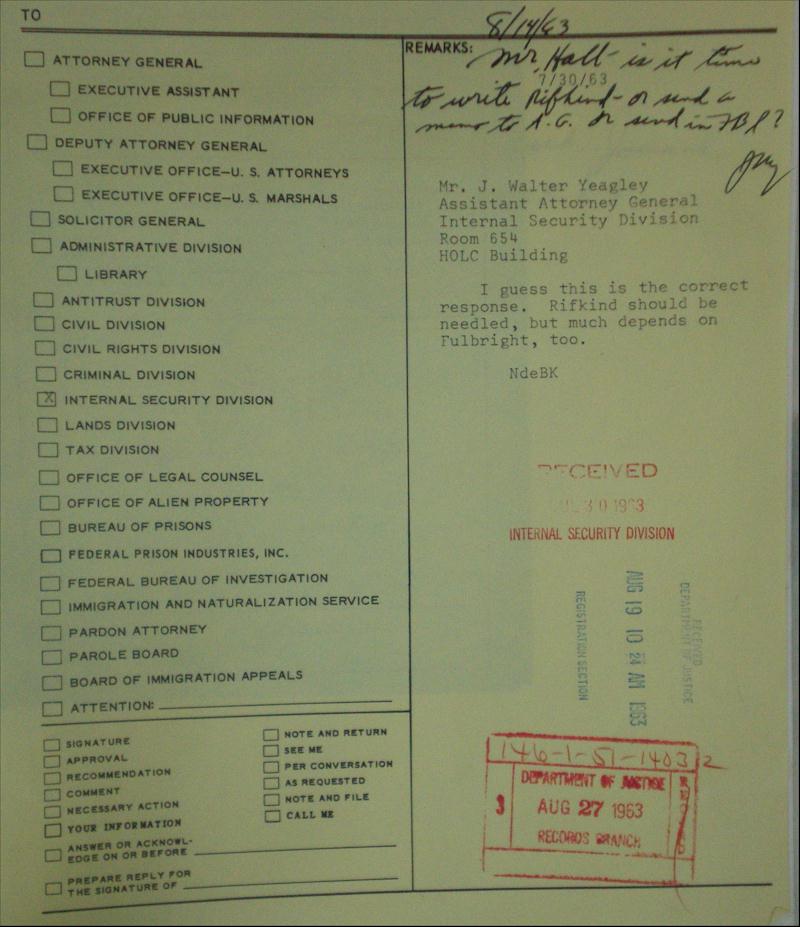 TO
8/14/63
REMARKS: Mr. Hall - is it time
7/30/63
to write Rifkind - or send a
memo to A.G. or send in FBI?
JWY
ATTORNEY GENERAL
EXECUTIVE ASSISTANT
OFFICE OF PUBLIC INFORMATION
DEPUTY ATTORNEY GENERAL
EXECUTIVE OFFICE—U. S. ATTORNEYS
EXECUTIVE OFFICE—U. S. MARSHALS
SOLICITOR GENERAL
ADMINISTRATIVE DIVISION
LIBRARY
ANTITRUST DIVISION
CIVIL DIVISION
CIVIL RIGHTS DIVISION
CRIMINAL DIVISION
X INTERNAL SECURITY DIVISION
LANDS DIVISION
TAX DIVISION
OFFICE OF LEGAL COUNSEL
OFFICE OF ALIEN PROPERTY
BUREAU OF PRISONS
FEDERAL PRISON INDUSTRIES, INC.
FEDERAL BUREAU OF INVESTIGATION
IMMIGRATION AND NATURALIZATION SERVICE
PARDON ATTORNEY
PAROLE BOARD
BOARD OF IMMIGRATION APPEALS
ATTENTION:
SIGNATURE
APPROVAL
RECOMMENDATION
COMMENT
NECESSARY ACTION
YOUR INFORMATION
ANSWER OR ACKNOWL-
EDGE ON OR BEFORE
PREPARE REPLY FOR
THE SIGNATURE OF
NOTE AND RETURN
SEE ME
PER CONVERSATION
AS REQUESTED
NOTE AND FILE
CALL ME
Mr. J. Walter Yeagley
Assistant Attorney General
Internal Security Division
Room 654
HOLC Building
I guess this is the correct
response. Rifkind should be
needled, but much depends on
Fulbright, too.
NdeBK
RECEIVED
30 1963
INTERNAL SECURITY DIVISION
RECEIVED
DEPARTMENT OF JUSTICE
AUG 19 10 24 AM 1963
REGISTRATION SECTION
146-1-51-14032
DEPARTMENT OF JUSTICE
3 AUG 27 1963
RECORDS BRANCH